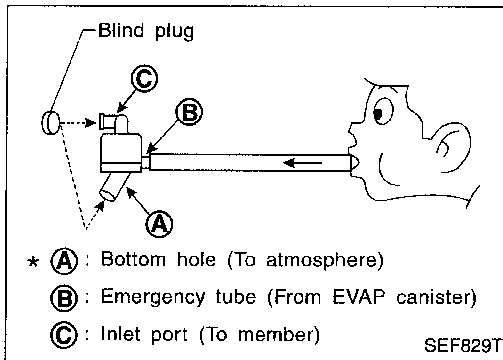 Blind plug
C
B
A
* A : Bottom hole (To atmosphere)
B : Emergency tube (From EVAP canister)
C : Inlet port (To member)
SEF829T